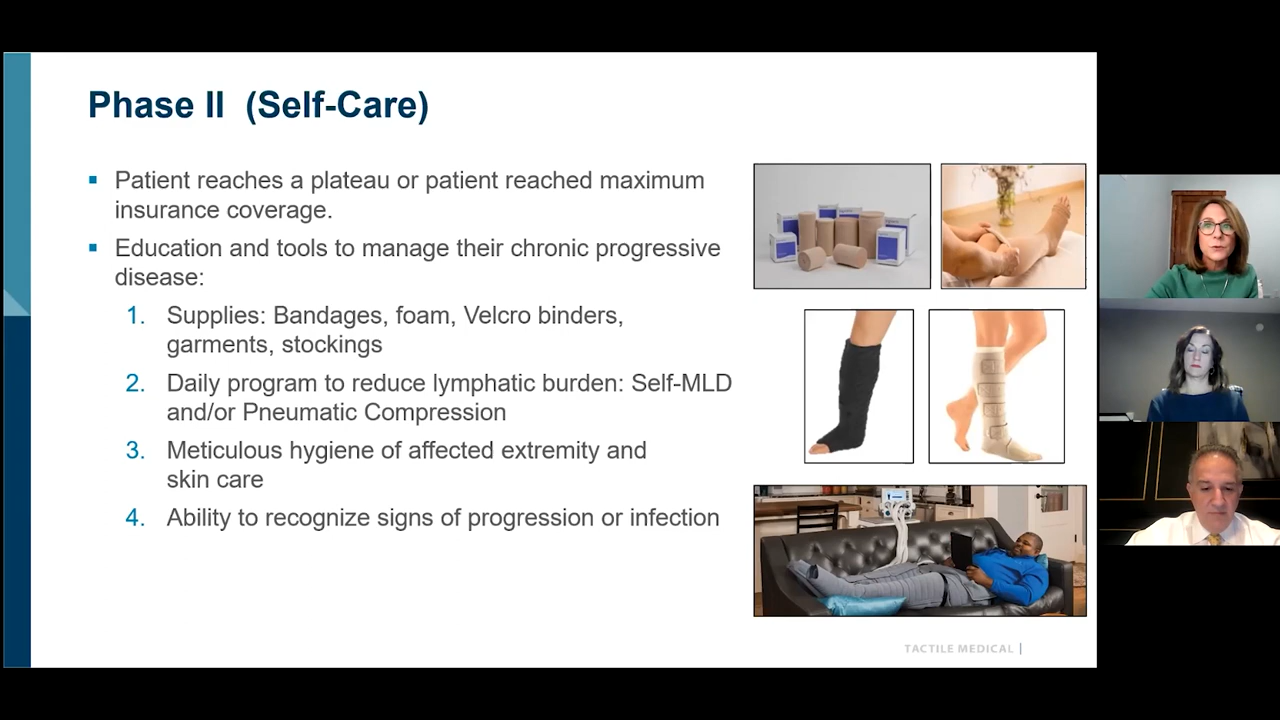 Phase II (Self-Care)
Patient reaches a plateau or patient reached maximum
insurance coverage.
Education and tools to manage their chronic progressive
disease:
1. Supplies: Bandages, foam, Velcro binders,
garments, stockings
2. Daily program to reduce lymphatic burden: Self-MLD
and/or Pneumatic Compression
3. Meticulous hygiene of affected extremity and
skin care
4. Ability to recognize signs of progression or infection
TACTILE MEDICAL |